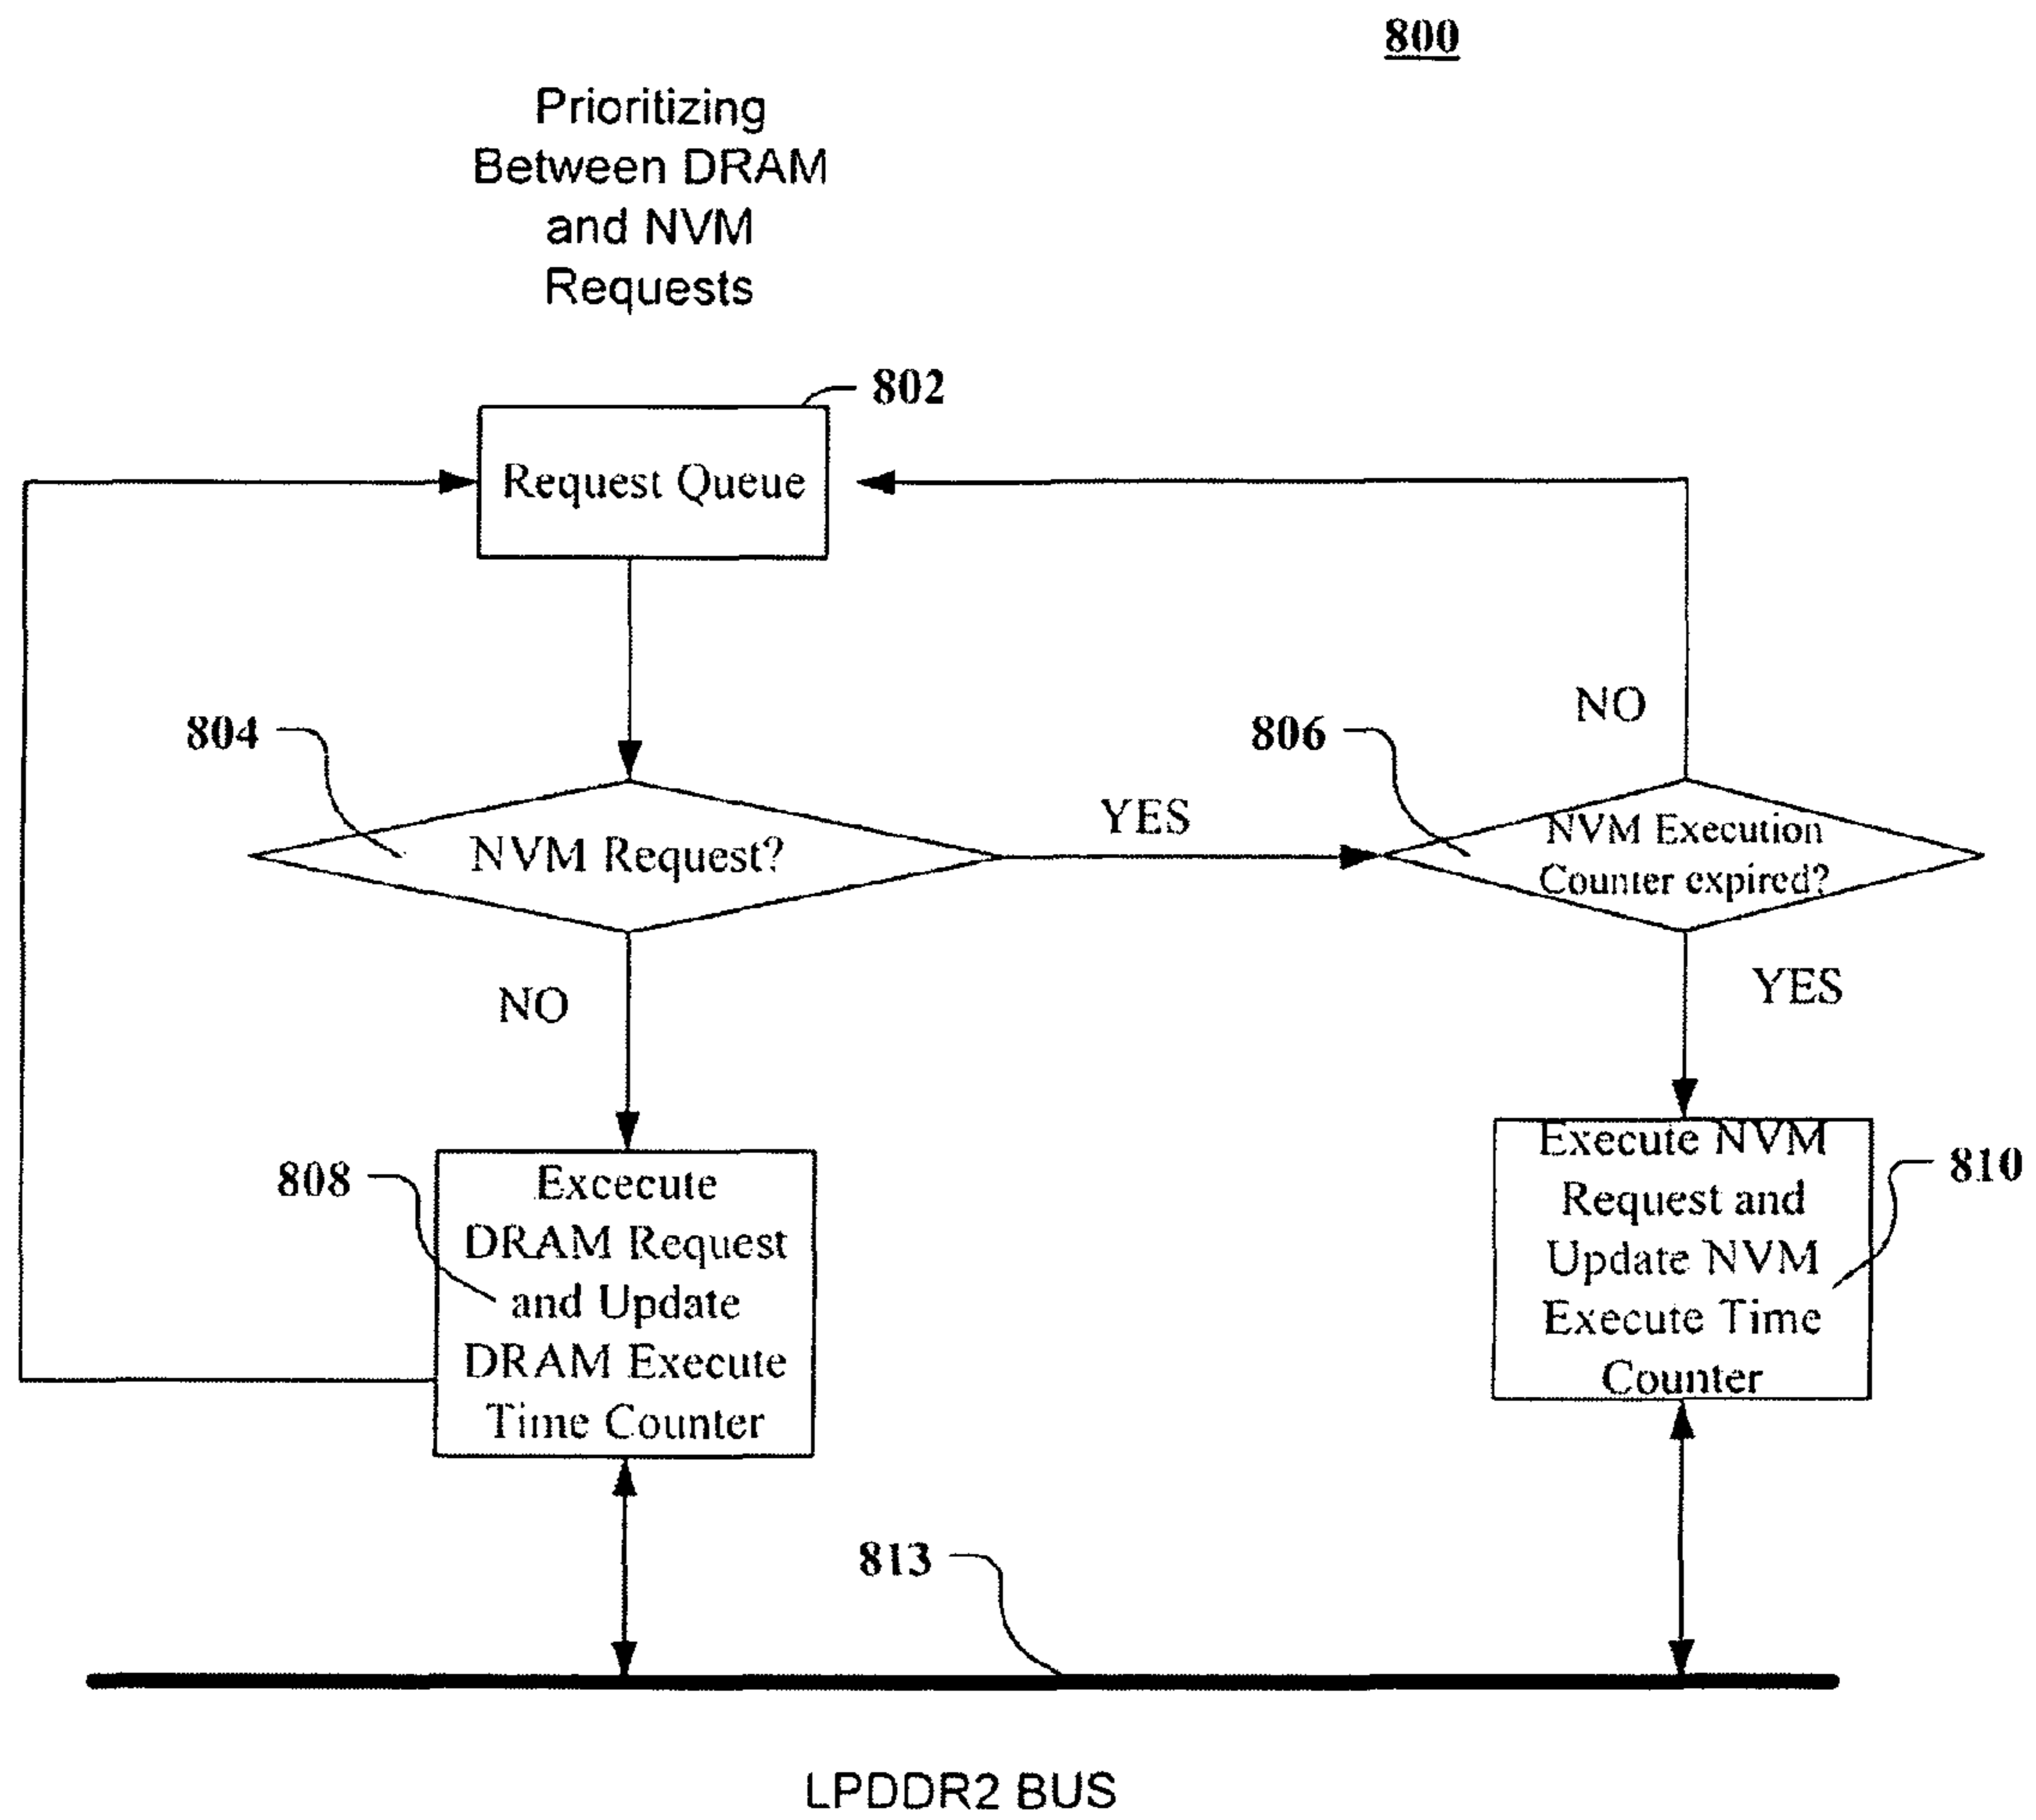 800
Prioritizing
Between DRAM
and NVM
Requests
802
Request Queue
804
NVM Request?
YES
806
NO
NVM Execution
Counter expired?
NO
YES
808
Excecute
DRAM Request
and Update
DRAM Execute
Time Counter
Execute NVM
Request and
Update NVM
Execute Time
Counter
810
813
LPDDR2 BUS